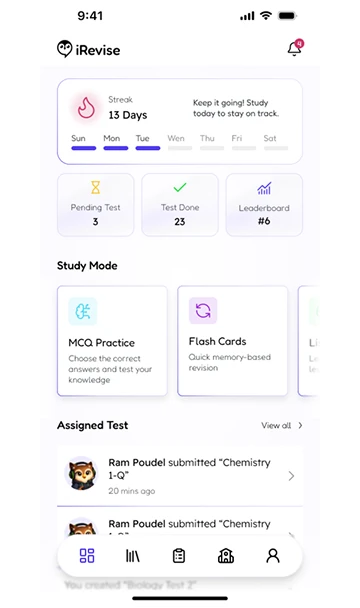 9:41
iRevise
4
Streak
13 Days
Keep it going! Study
today to stay on track.
Sun Mon Tue Wen Thu Fri Sat
Pending Test
3
Test Done
23
Leaderboard
#6
Study Mode
MCQ Practice
Choose the correct
answers and test your
knowledge
Flash Cards
Quick memory-based
revision
Li
Le
Assigned Test
View all
Ram Poudel submitted “Chemistry
1-Q”
20 mins ago
Ram Poudel submitted “Chemistry
1-Q”
You created “Biology Test 2”